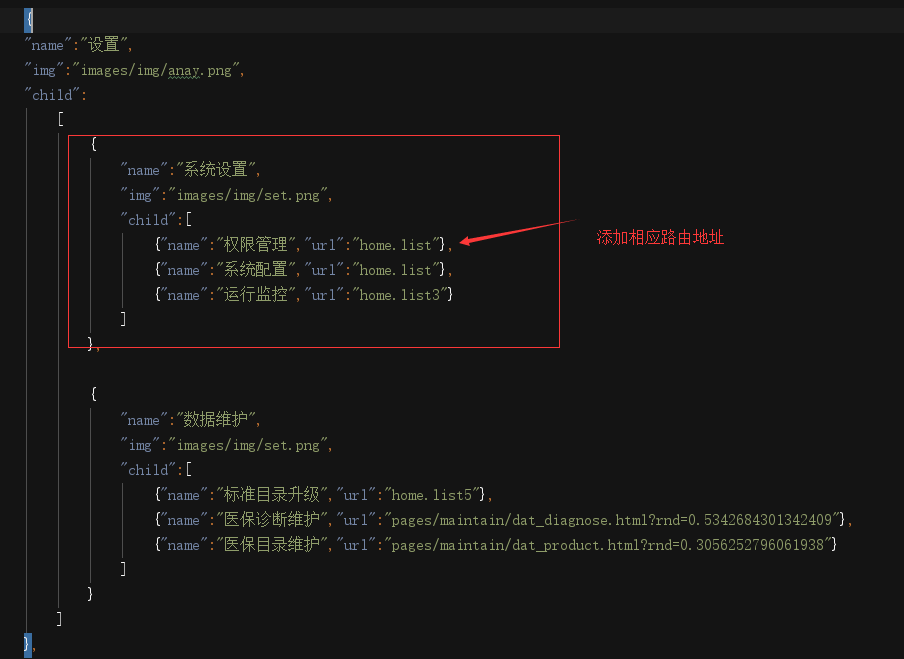 {
"name":"设置",
"img":"images/img/anay.png",
"child":
[
{
"name":"系统设置",
"img":"images/img/set.png",
"child":[
{"name":"权限管理","url":"home.list"},
添加相应路由地址
{"name":"系统配置","url":"home.list"},
{"name":"运行监控","url":"home.list3"}
]
},
{
"name":"数据维护",
"img":"images/img/set.png",
"child":[
{"name":"标准目录升级","url":"home.list5"},
{"name":"医保诊断维护","url":"pages/maintain/dat_diagnose.html?rnd=0.5342684301342409"},
{"name":"医保目录维护","url":"pages/maintain/dat_product.html?rnd=0.3056252796061938"}
]
}
]
},